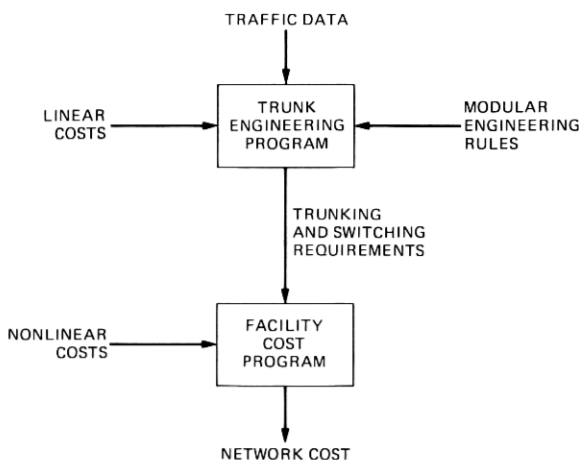 TRAFFIC DATA
LINEAR
COSTS
TRUNK
ENGINEERING
PROGRAM
MODULAR
ENGINEERING
RULES
TRUNKING
AND SWITCHING
REQUIREMENTS
NONLINEAR
COSTS
FACILITY
COST
PROGRAM
NETWORK COST